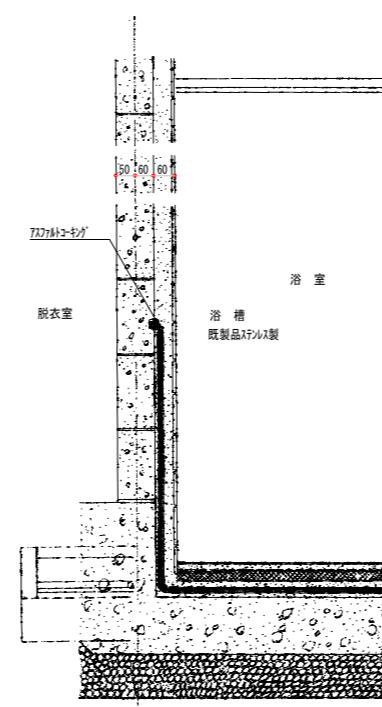 50 60 60
アスファルトコーキング
浴 室
脱衣室
浴 槽
既製品ステンレス製